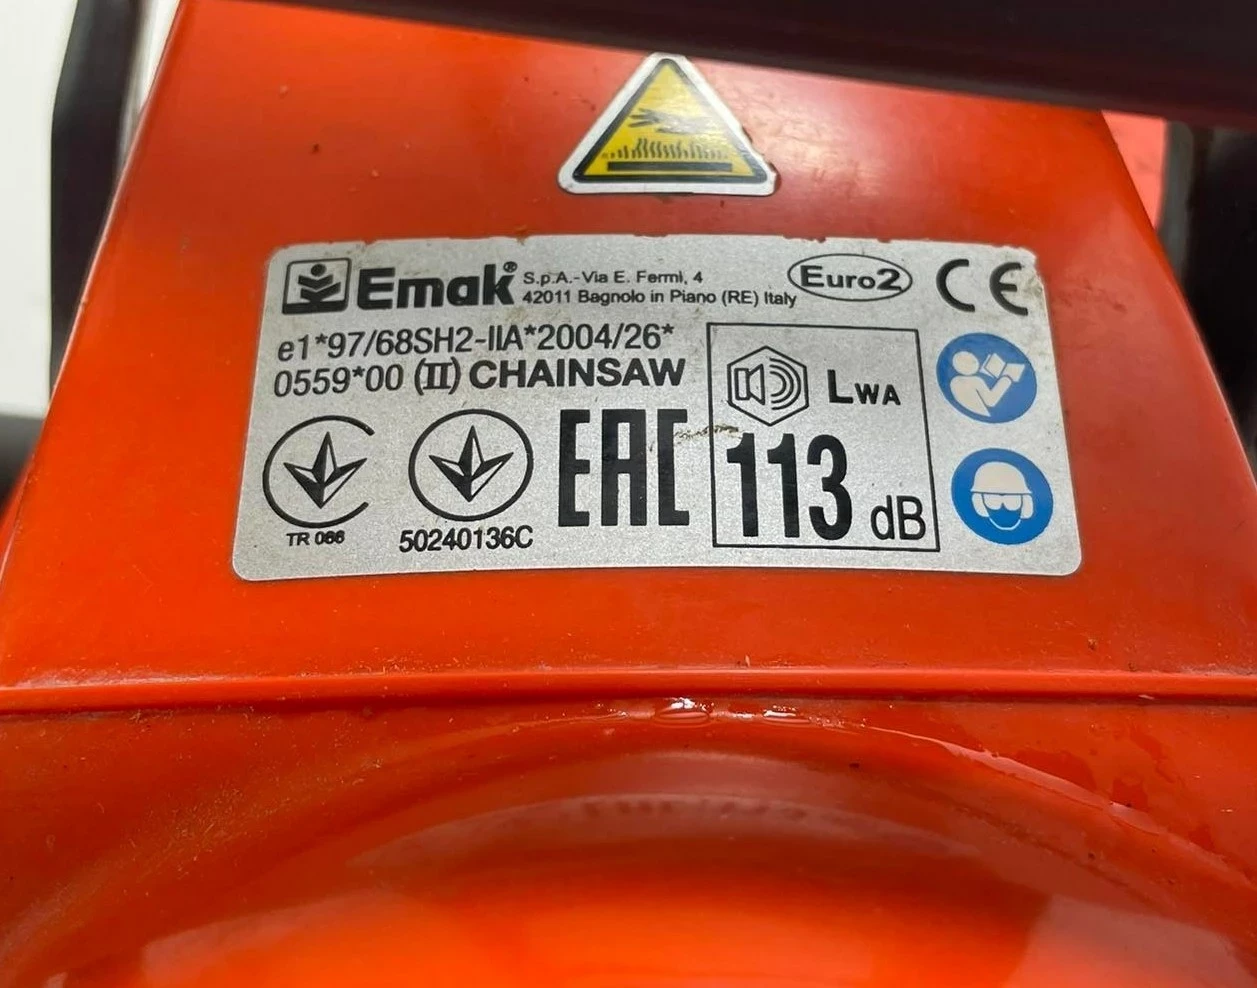 Emak® S.p.A.-Via E. Fermi, 4
42011 Bagnolo in Piano (RE) Italy
Euro2
CE
e1*97/68SH2-IIA*2004/26*
0559*00 (II) CHAINSAW
TR 066
50240136C
EAC
LWA
113 dB